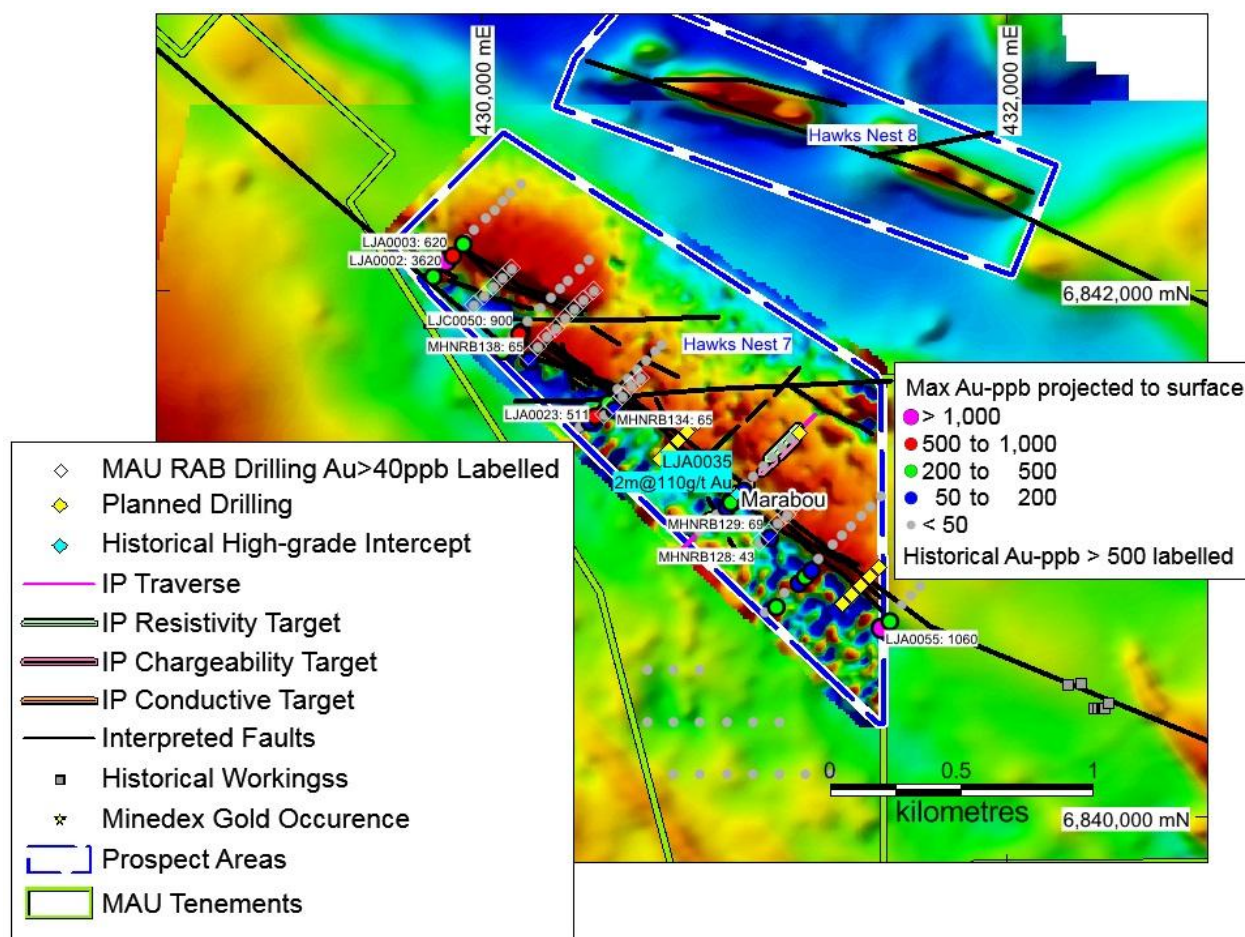 430,000 mE
432,000 mE
Hawks Nest 8
LJA0003: 620
LJA0002: 3620
6,842,000 mN
LJC0050: 900
MHNRB138: 65
Hawks Nest 7
LJA0023: 511
MHNRB134: 65
LJA0035
2m@110g/t Au
Marabou
MHNRB129: 69
MHNRB128: 43
LJA0055: 1060
Max Au-ppb projected to surface
> 1,000
500 to 1,000
200 to 500
50 to 200
< 50
Historical Au-ppb > 500 labelled
MAU RAB Drilling Au>40ppb Labelled
Planned Drilling
Historical High-grade Intercept
IP Traverse
IP Resistivity Target
IP Chargeability Target
IP Conductive Target
Interpreted Faults
Historical Workingss
Minedex Gold Occurence
Prospect Areas
MAU Tenements
0 0.5 1
kilometres
6,840,000 mN